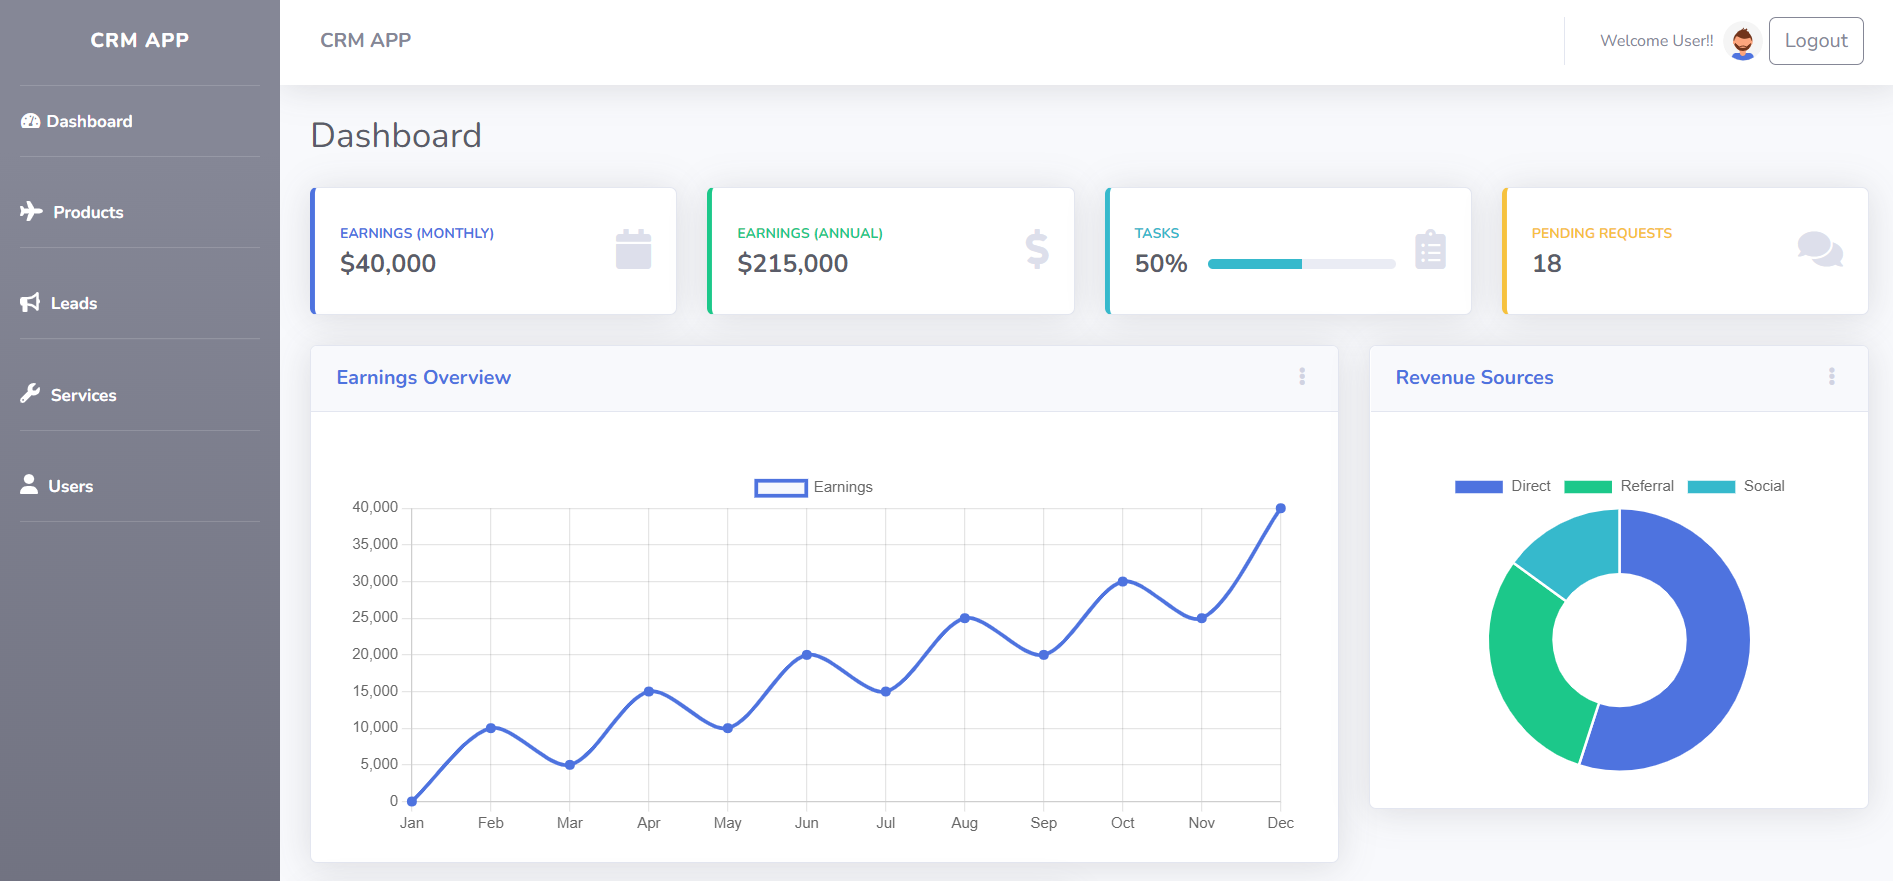 CRM APP
Dashboard
Products
Leads
Services
Users
CRM APP
Welcome User!!
Logout
Dashboard
EARNINGS (MONTHLY)
$40,000
EARNINGS (ANNUAL)
$215,000
TASKS
50%
PENDING REQUESTS
18
Earnings Overview
Earnings
40,000
35,000
30,000
25,000
20,000
15,000
10,000
5,000
0
Jan Feb Mar Apr May Jun Jul Aug Sep Oct Nov Dec
Revenue Sources
Direct Referral Social